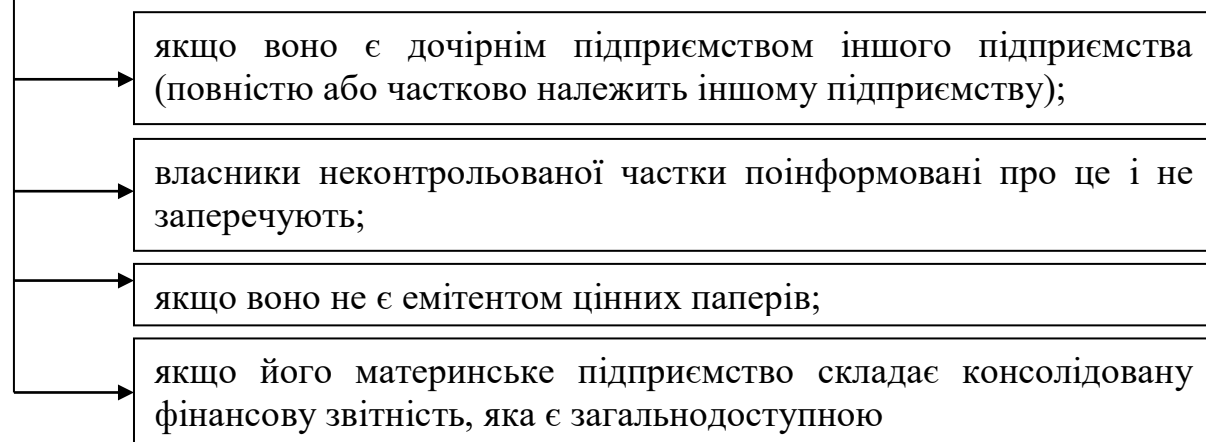 якщо воно є дочірнім підприємством іншого підприємства
(повністю або частково належить іншому підприємству);
власники неконтрольованої частки поінформовані про це і не
заперечують;
якщо воно не є емітентом цінних паперів;
якщо його материнське підприємство складає консолідовану
фінансову звітність, яка є загальнодоступною